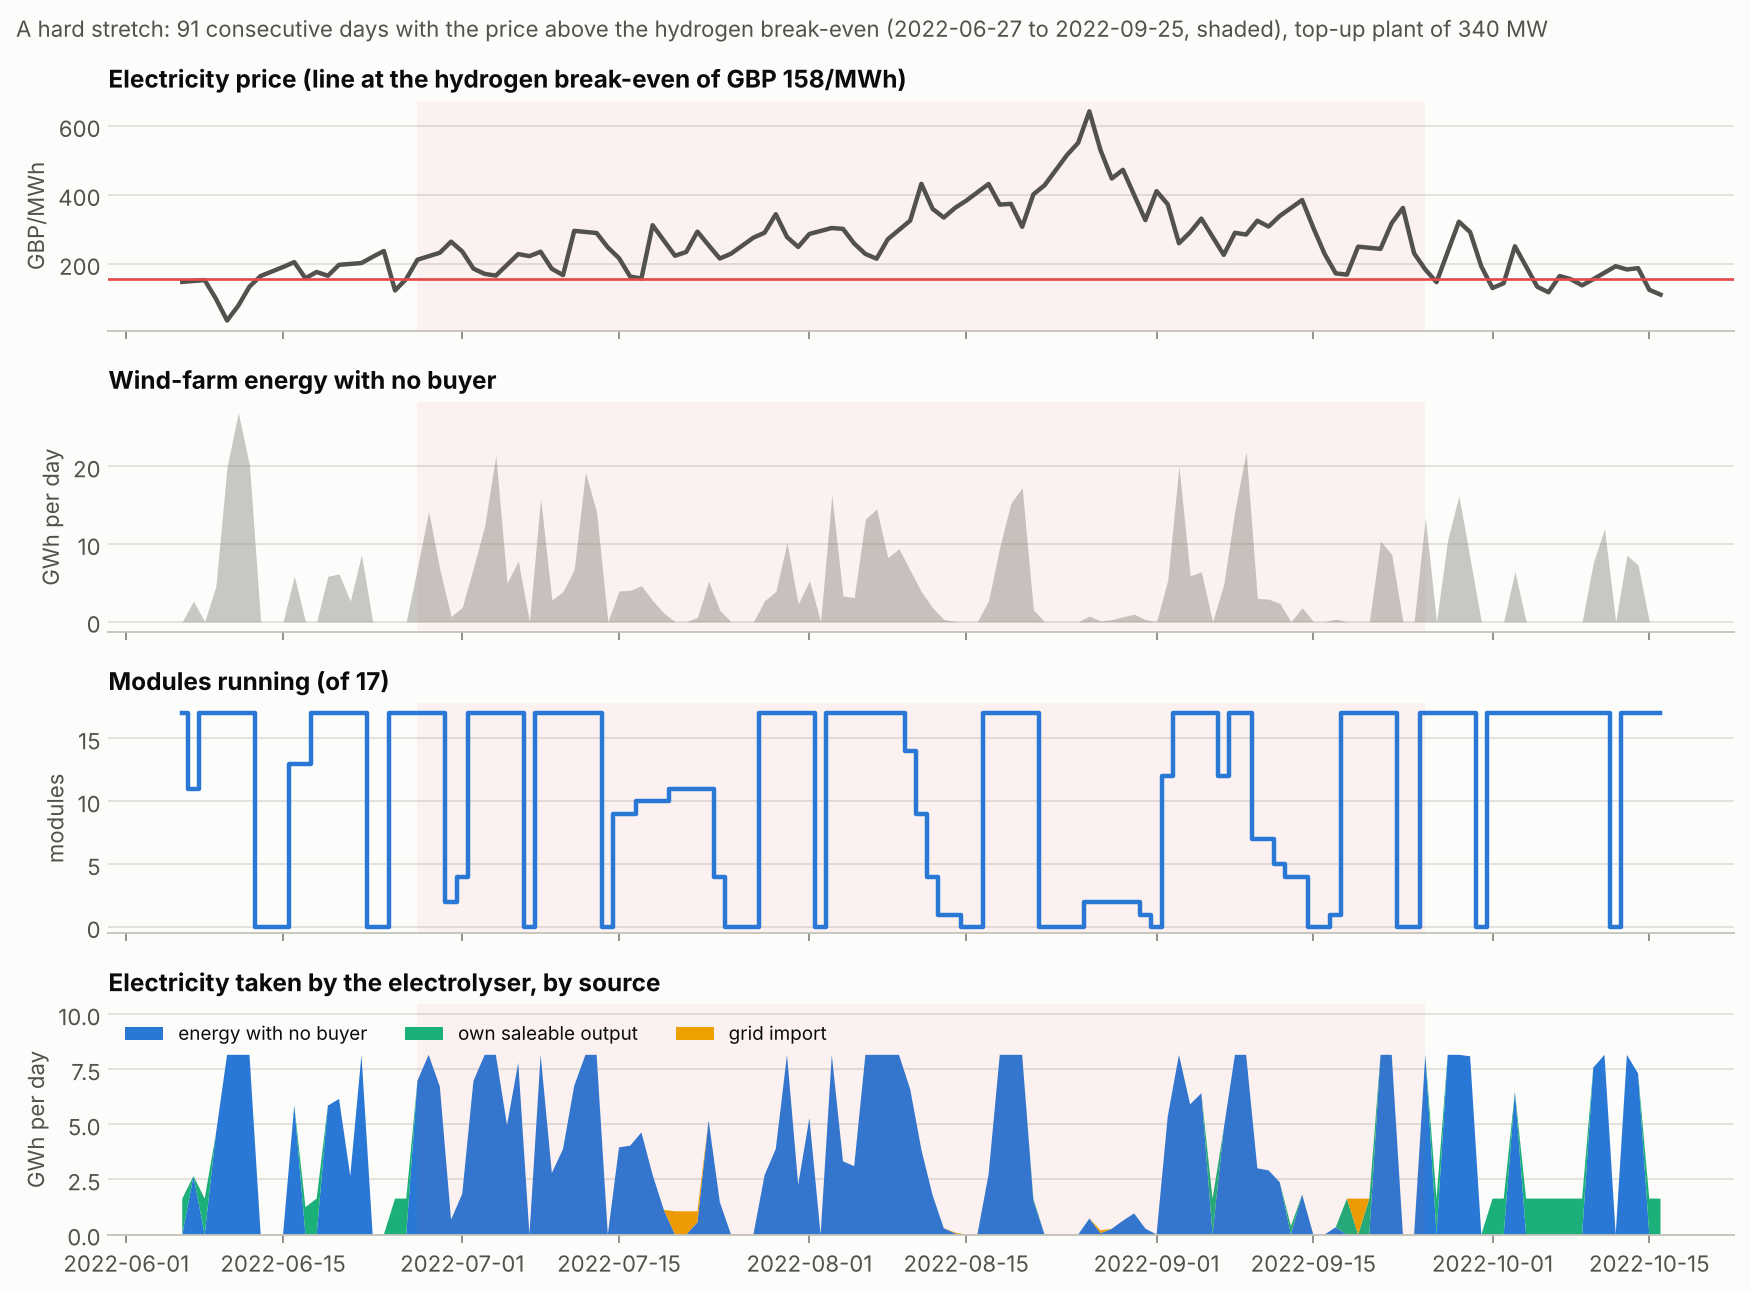 A hard stretch: 91 consecutive days with the price above the hydrogen break-even (2022-06-27 to 2022-09-25, shaded), top-up plant of 340 MW
Electricity price (line at the hydrogen break-even of GBP 158/MWh)
GBP/MWh
600
400
200
Wind-farm energy with no buyer
GWh per day
20
10
0
Modules running (of 17)
modules
15
10
5
0
Electricity taken by the electrolyser, by source
GWh per day
10.0
7.5
5.0
2.5
0.0
energy with no buyer own saleable output grid import
2022-06-01 2022-06-15 2022-07-01 2022-07-15 2022-08-01 2022-08-15 2022-09-01 2022-09-15 2022-10-01 2022-10-15